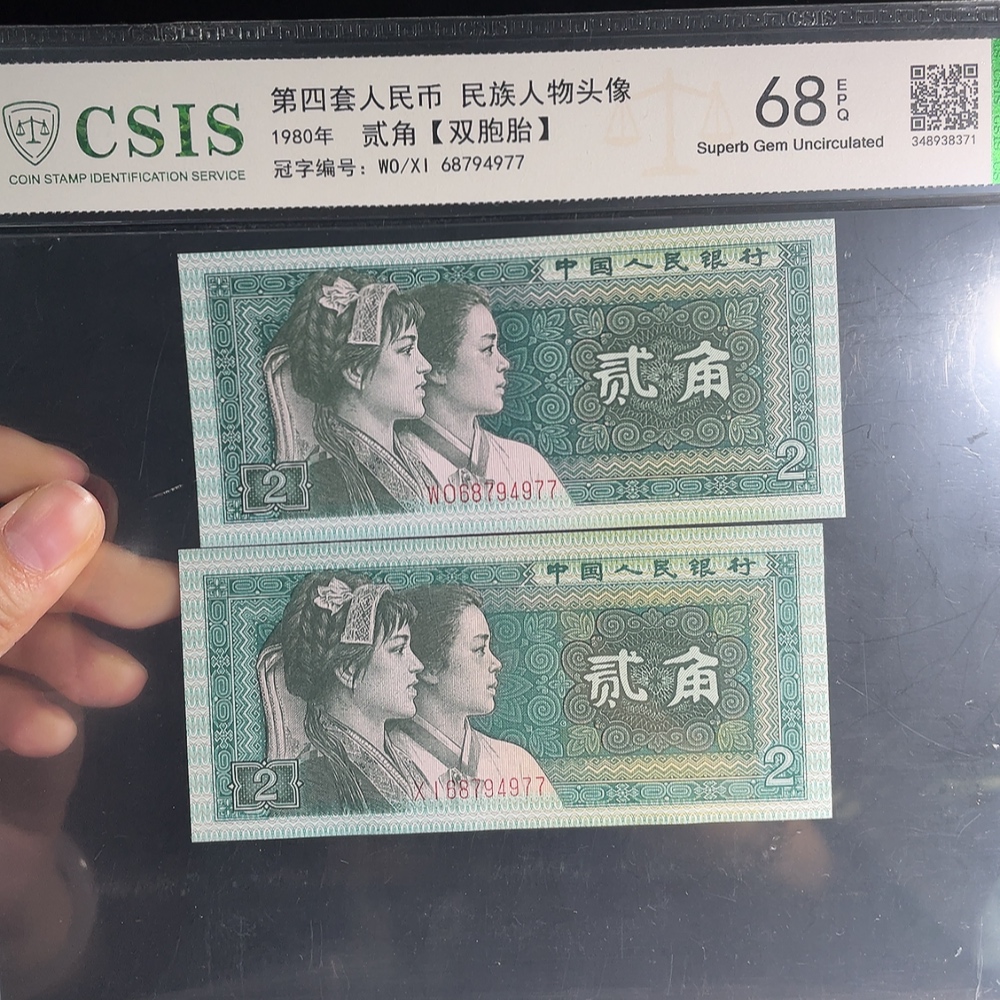 CSIS
CSIS
COIN STAMP IDENTIFICATION SERVICE
第四套人民币 民族人物头像
1980年 贰角【双胞胎】
冠字编号：WO/XI 68794977
68
EPQ
Superb Gem Uncirculated
348938371
中国人民银行
贰角
2
2
WO68794977
中国人民银行
贰角
2
2
XI68794977